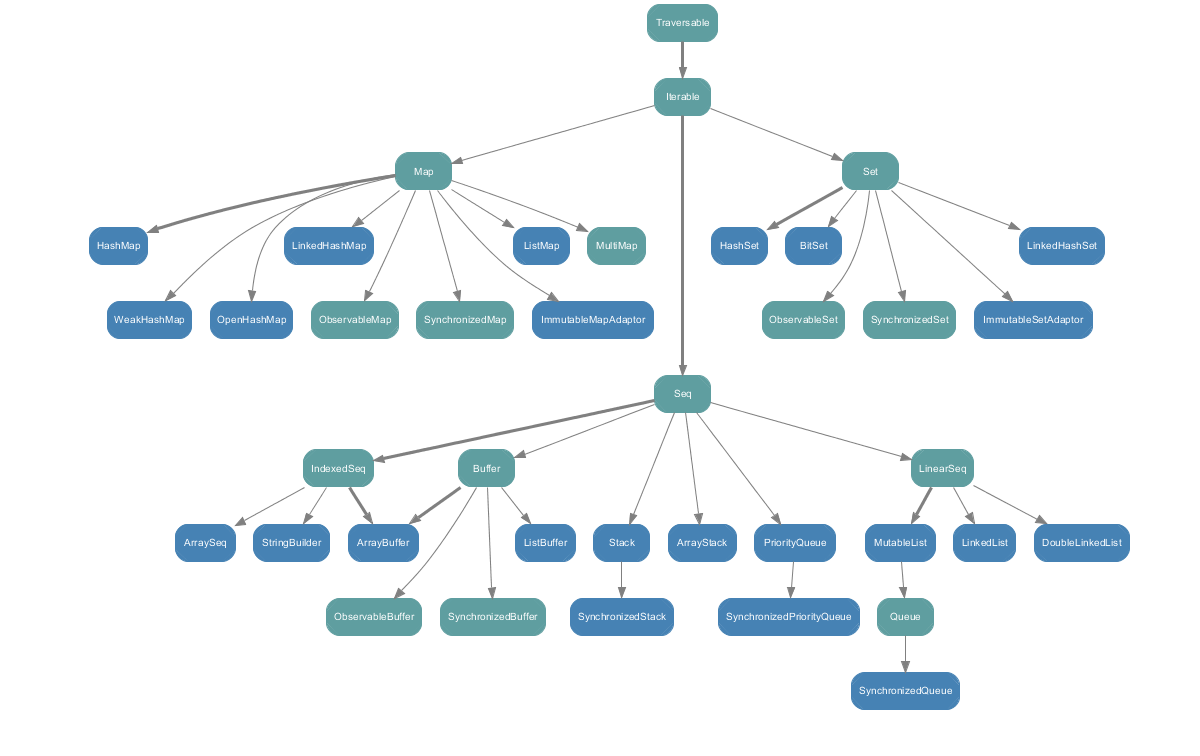 Traversable
Iterable
Map
Set
HashMap
LinkedHashMap
ListMap
MultiMap
HashSet
BitSet
LinkedHashSet
WeakHashMap
OpenHashMap
ObservableMap
SynchronizedMap
ImmutableMapAdaptor
ObservableSet
SynchronizedSet
ImmutableSetAdaptor
Seq
IndexedSeq
Buffer
LinearSeq
ArraySeq
StringBuilder
ArrayBuffer
ListBuffer
Stack
ArrayStack
PriorityQueue
MutableList
LinkedList
DoubleLinkedList
ObservableBuffer
SynchronizedBuffer
SynchronizedStack
SynchronizedPriorityQueue
Queue
SynchronizedQueue